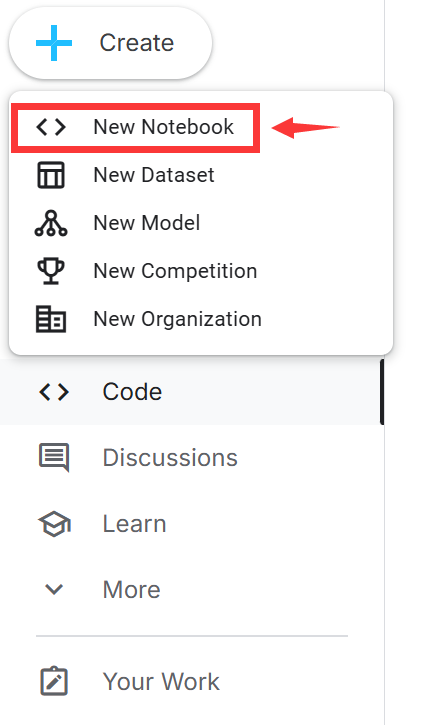 Create
New Notebook
New Dataset
New Model
New Competition
New Organization
Code
Discussions
Learn
More
Your Work